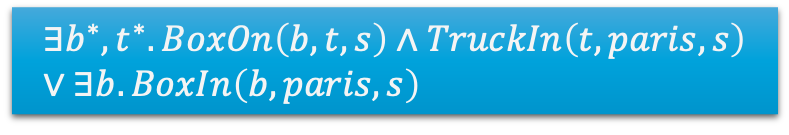 ∃b*, t*. BoxOn(b, t, s) ∧ TruckIn(t, paris, s)
∨ ∃b. BoxIn(b, paris, s)